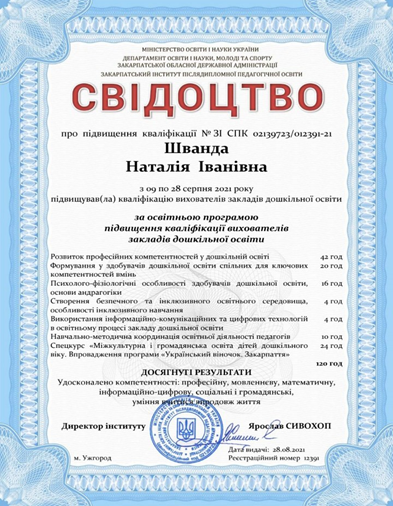 МІНІСТЕРСТВО ОСВІТИ І НАУКИ УКРАЇНИ
ДЕПАРТАМЕНТ ОСВІТИ І НАУКИ, МОЛОДІ ТА СПОРТУ
ЗАКАРПАТСЬКОЇ ОБЛАСНОЇ ДЕРЖАВНОЇ АДМІНІСТРАЦІЇ
ЗАКАРПАТСЬКИЙ ІНСТИТУТ ПІСЛЯДИПЛОМНОЇ ПЕДАГОГІЧНОЇ ОСВІТИ
СВІДОЦТВО
про підвищення кваліфікації № ЗІ СПК 02139723/012391-21
Шванда
Наталія Іванівна
з 09 по 28 серпня 2021 року
підвищував(ла) кваліфікацію вихователів закладів дошкільної освіти
за освітньою програмою
підвищення кваліфікації вихователів
закладів дошкільної освіти
Розвиток професійних компетентностей у дошкільній освіті 42 год
Формування у здобувачів дошкільної освіти спільних для ключових 20 год
компетентностей вмінь
Психолого-фізіологічні особливості здобувачів дошкільної освіти, 16 год
основи андрагогіки
Створення безпечного та інклюзивного освітнього середовища, 4 год
особливості інклюзивного навчання
Використання інформаційно-комунікаційних та цифрових технологій 4 год
в освітньому процесі закладу дошкільної освіти
Навчально-методична координація освітньої діяльності педагогів 10 год
Спецкурс «Міжкультурна і громадянська освіта дітей дошкільного 24 год
віку. Впровадження програми «Український віночок. Закарпаття»
120 год
ДОСЯГНУТІ РЕЗУЛЬТАТИ
Удосконалено компетентності: професійну, мовленнєву, математичну,
інформаційно-цифрову, соціальні і громадянські,
уміння вчитися впродовж життя
Директор інституту Ярослав СИВОХОП
Дата видачі: 28.08.2021
м. Ужгород Реєстраційний номер 12391